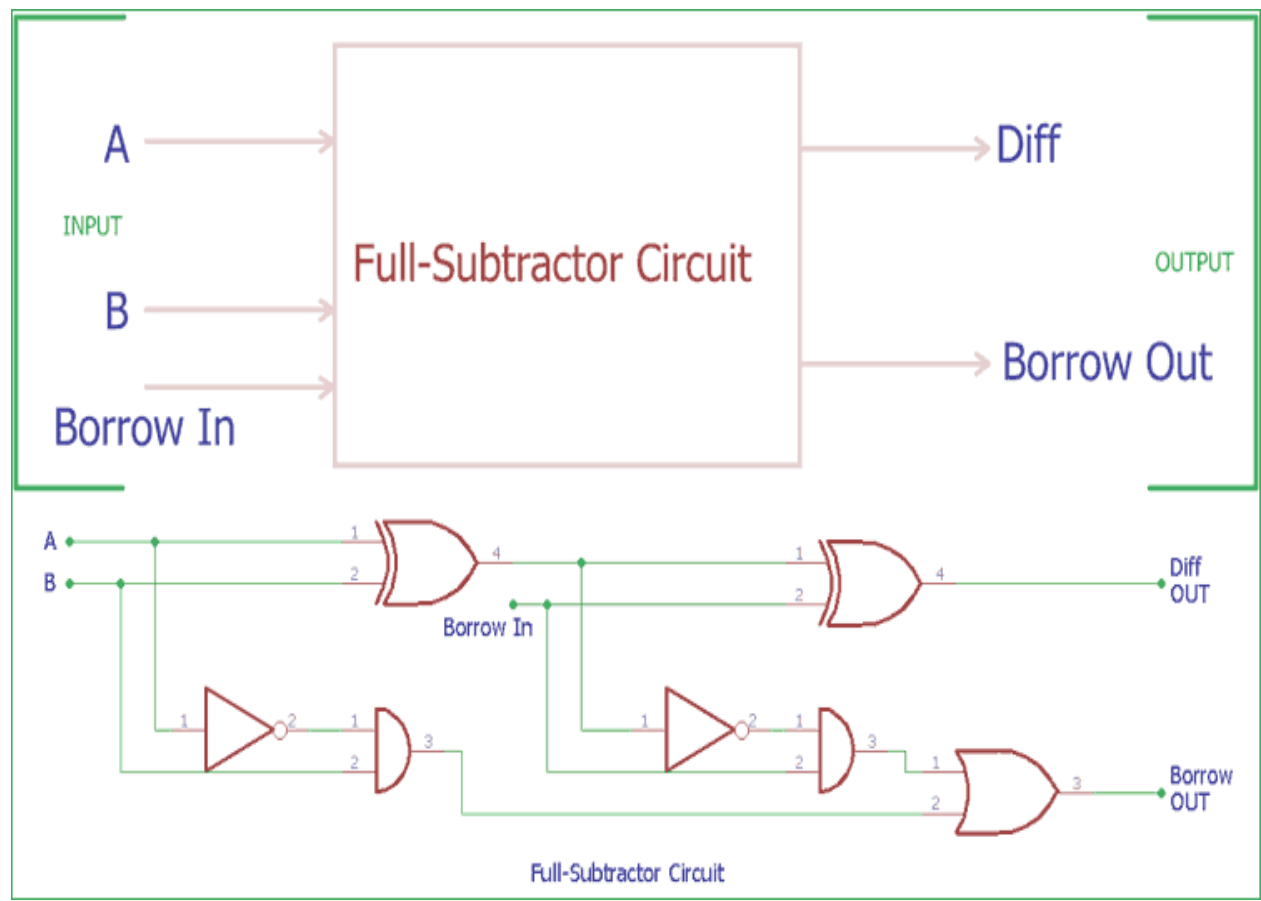 A
Diff
INPUT
Full-Subtractor Circuit
OUTPUT
B
Borrow Out
Borrow In
A
1
4
1
B
2
2
4
Diff
OUT
Borrow In
1
2
1
3
2
1
2
1
3
2
1
2
3
Borrow
OUT
Full-Subtractor Circuit